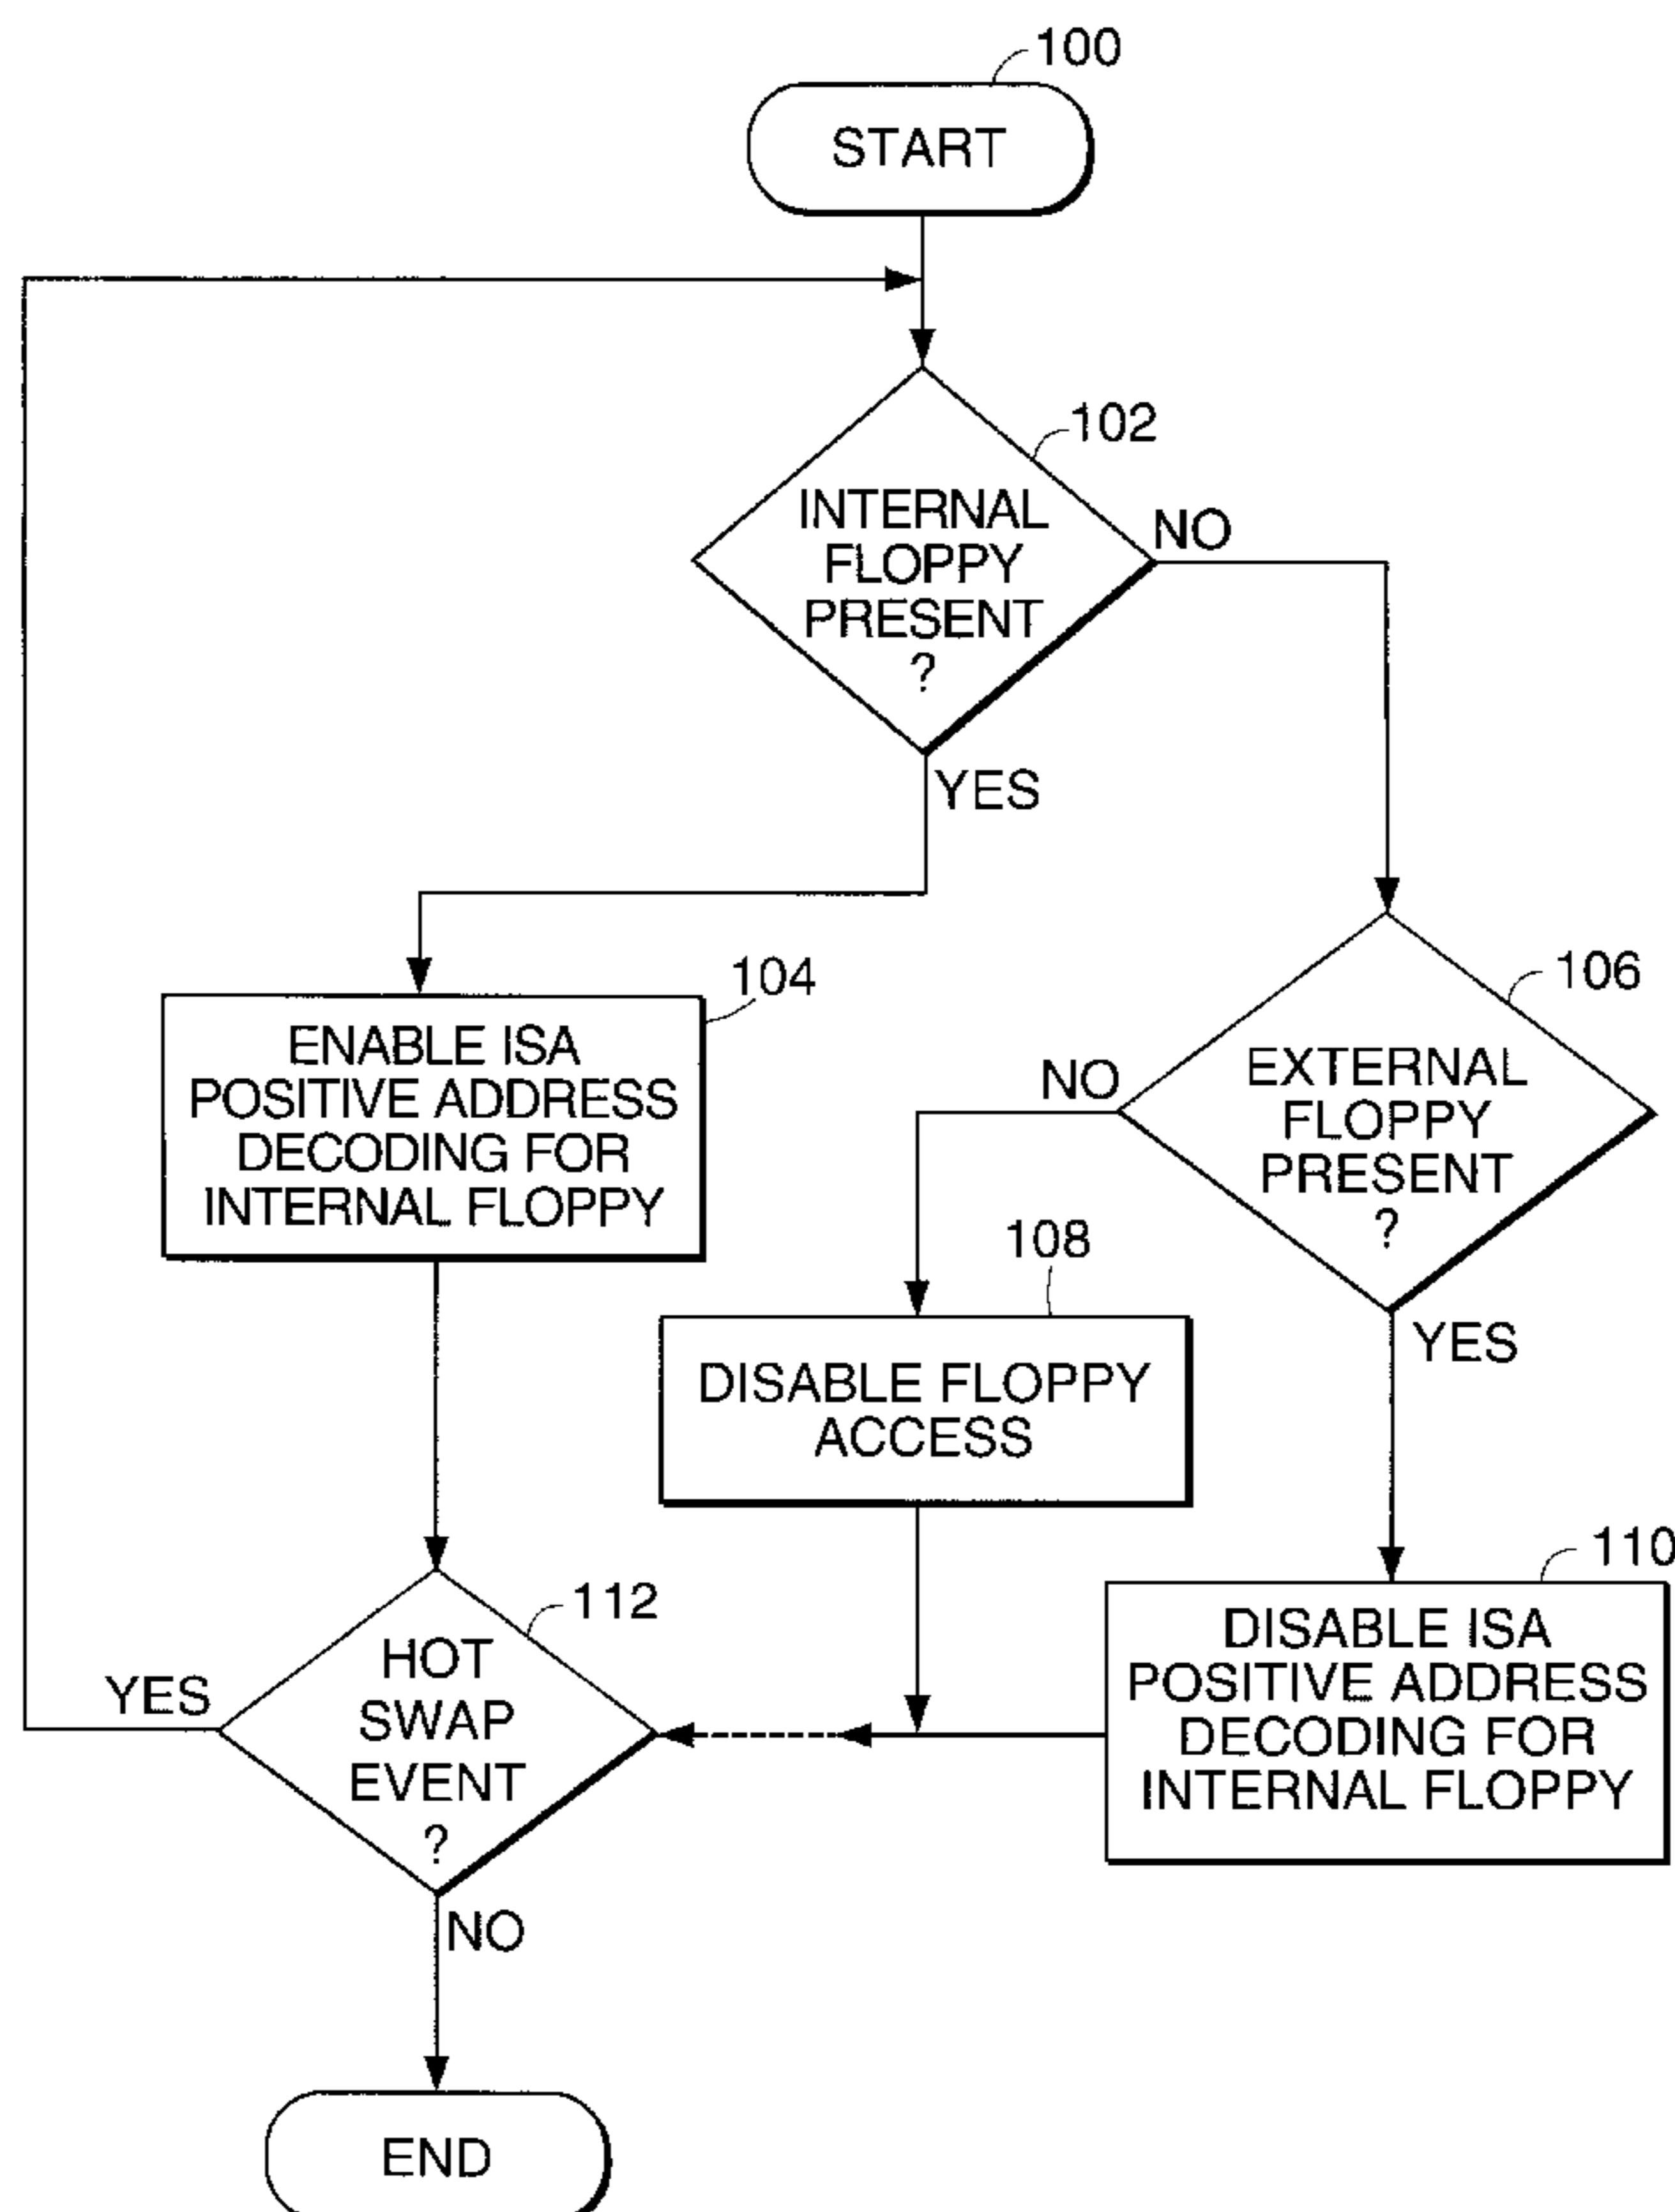 100
START
102
INTERNAL
FLOPPY
PRESENT
?
NO
YES
104
ENABLE ISA
POSITIVE ADDRESS
DECODING FOR
INTERNAL FLOPPY
106
EXTERNAL
FLOPPY
PRESENT
?
NO
YES
108
DISABLE FLOPPY
ACCESS
110
DISABLE ISA
POSITIVE ADDRESS
DECODING FOR
INTERNAL FLOPPY
112
HOT
SWAP
EVENT
?
YES
NO
END